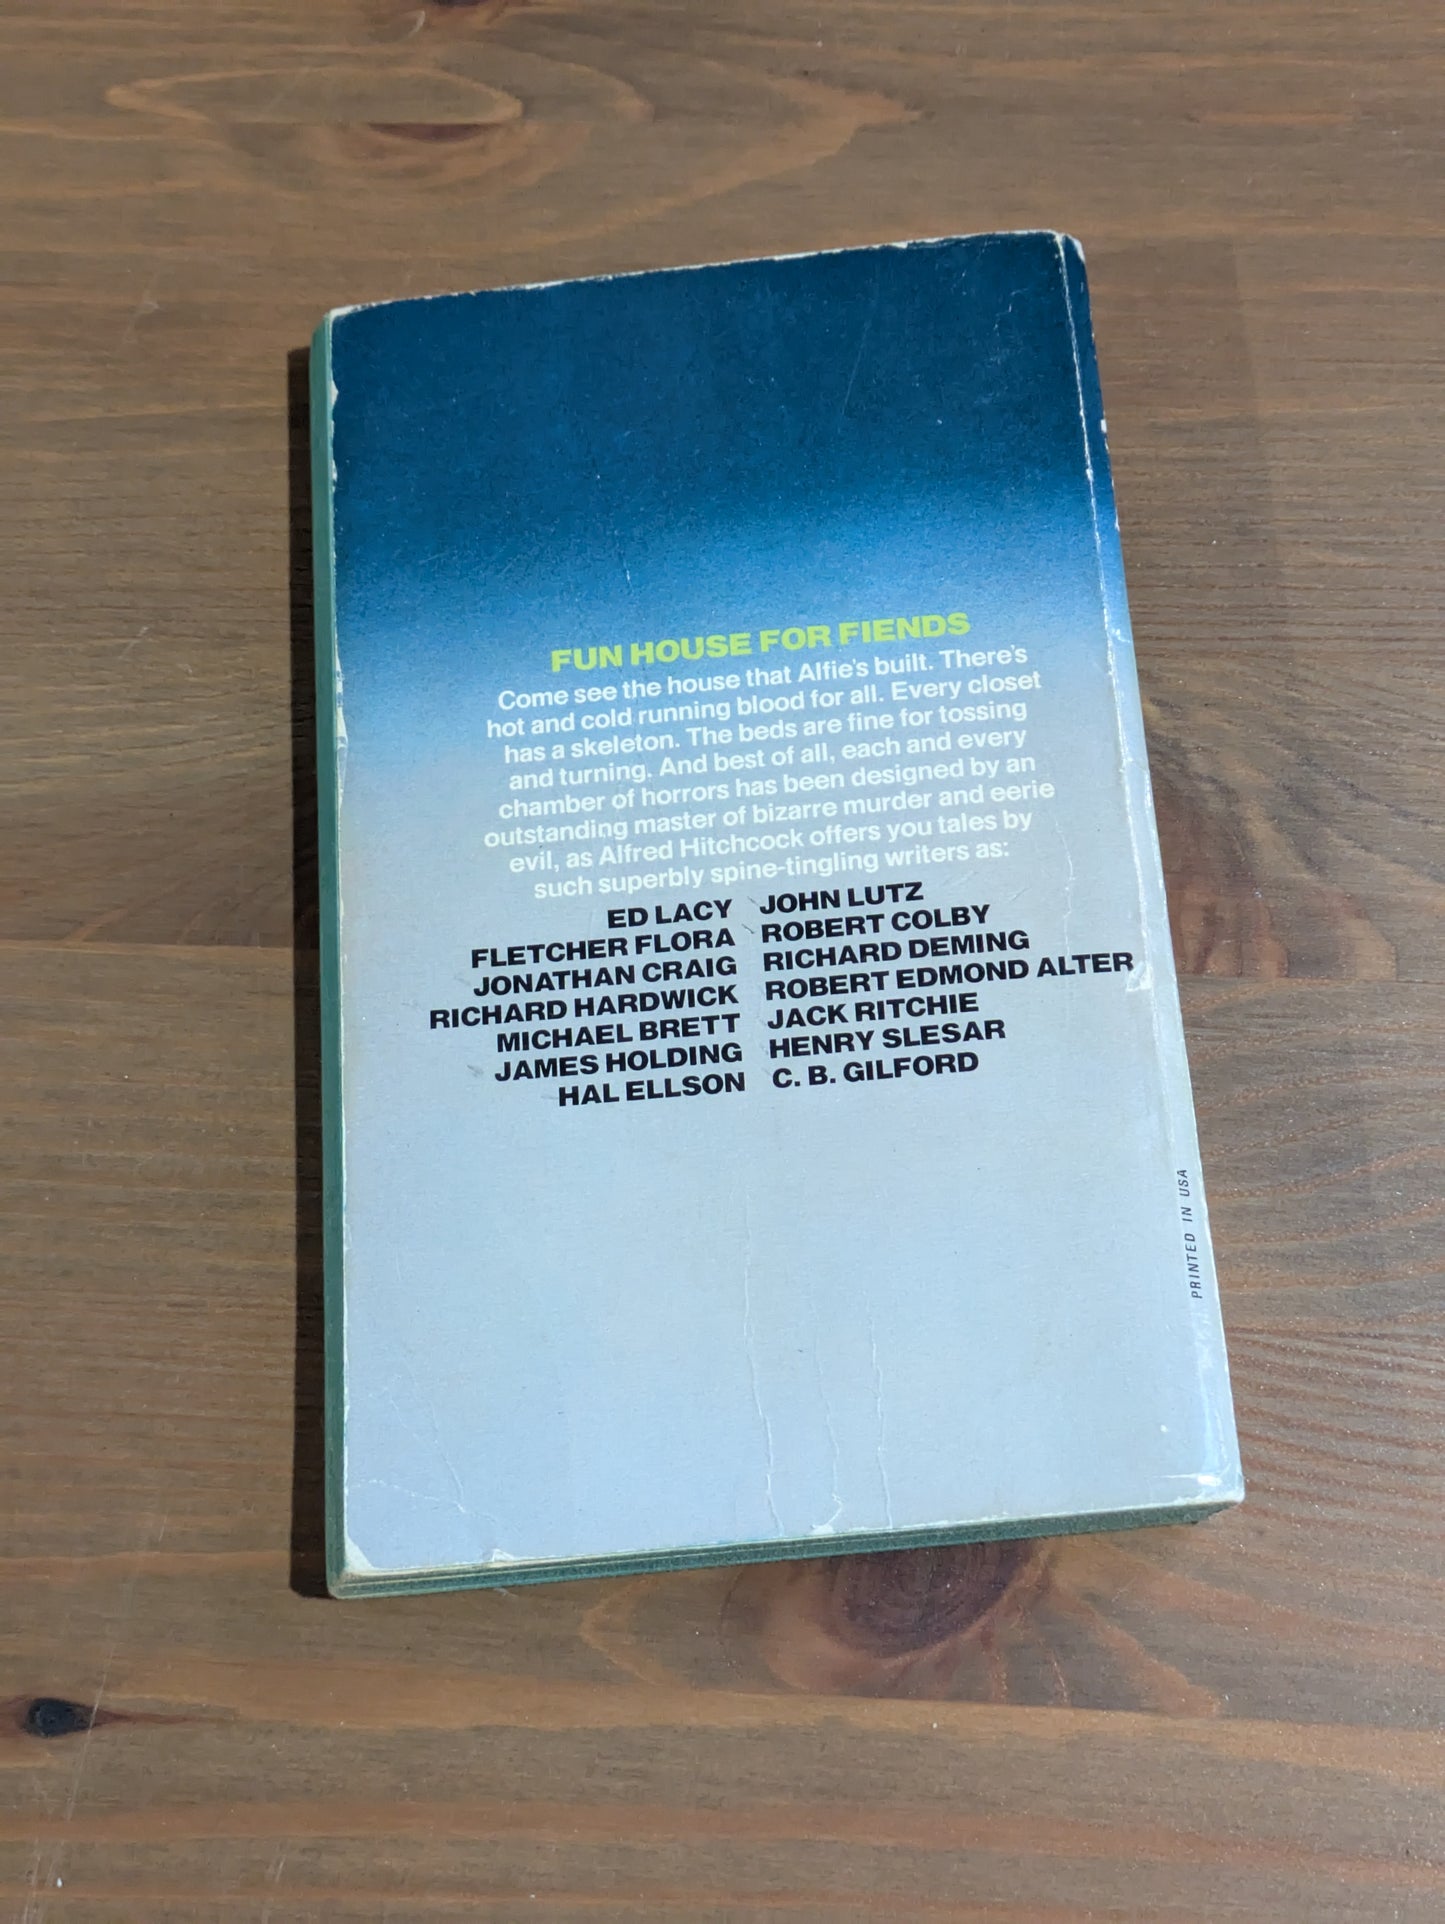 FUN HOUSE FOR FIENDS
Come see the house that Alfie's built. There's
hot and cold running blood for all. Every closet
has a skeleton. The beds are fine for tossing
and turning. And best of all, each and every
chamber of horrors has been designed by an
outstanding master of bizarre murder and eerie
evil, as Alfred Hitchcock offers you tales by
such superbly spine-tingling writers as:
ED LACY JOHN LUTZ
FLETCHER FLORA ROBERT COLBY
JONATHAN CRAIG RICHARD DEMING
RICHARD HARDWICK ROBERT EDMOND ALTER
MICHAEL BRETT JACK RITCHIE
JAMES HOLDING HENRY SLESAR
HAL ELLSON C. B. GILFORD
PRINTED IN USA